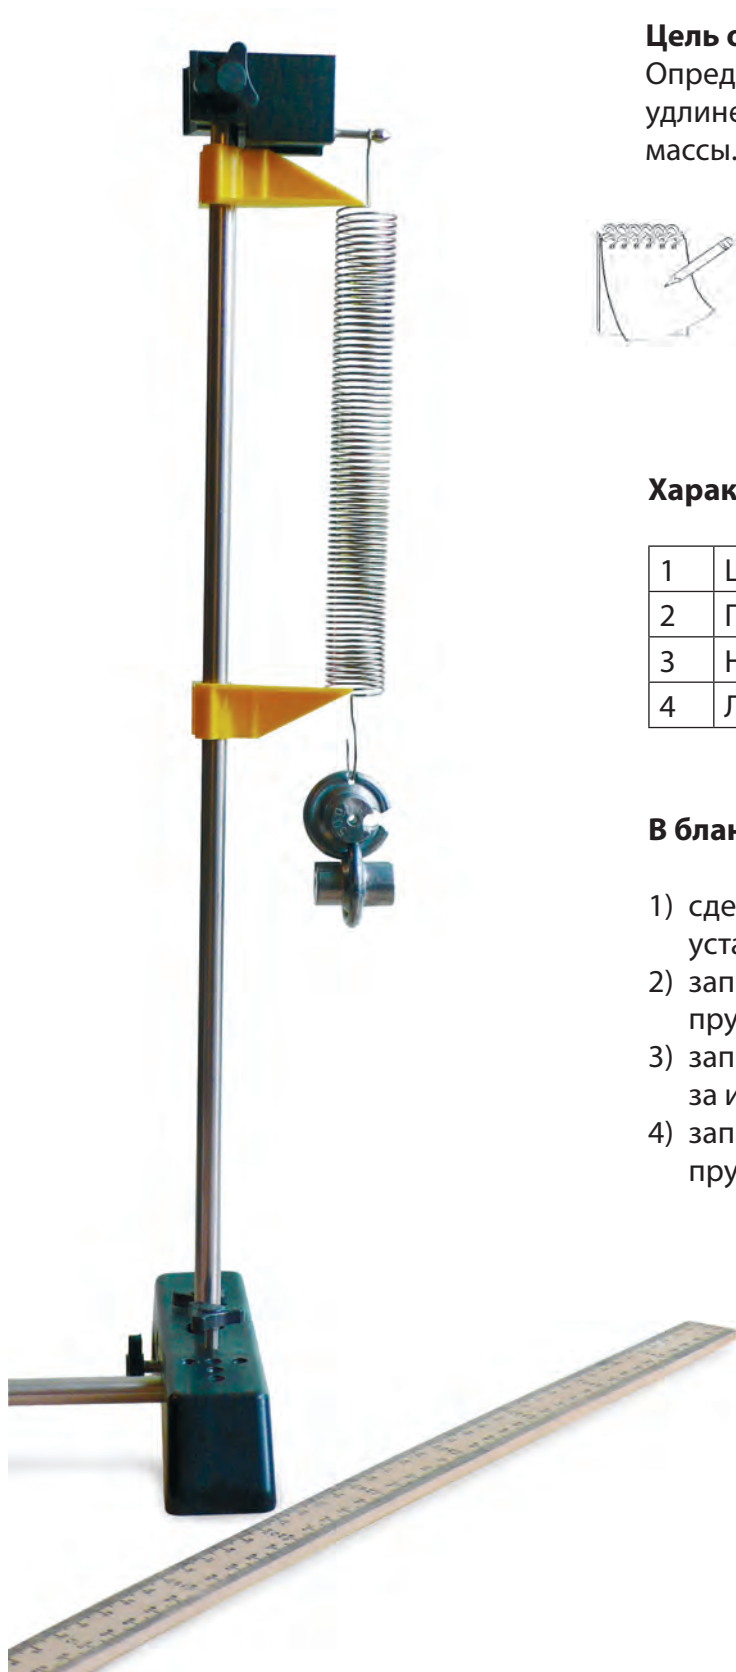 Цель
Опред
удлине
массы.
Харак
1
2
3 Н
4 Л
В блан
1) сде
уста
2) зап
пру
3) зап
за и
4) зап
пру